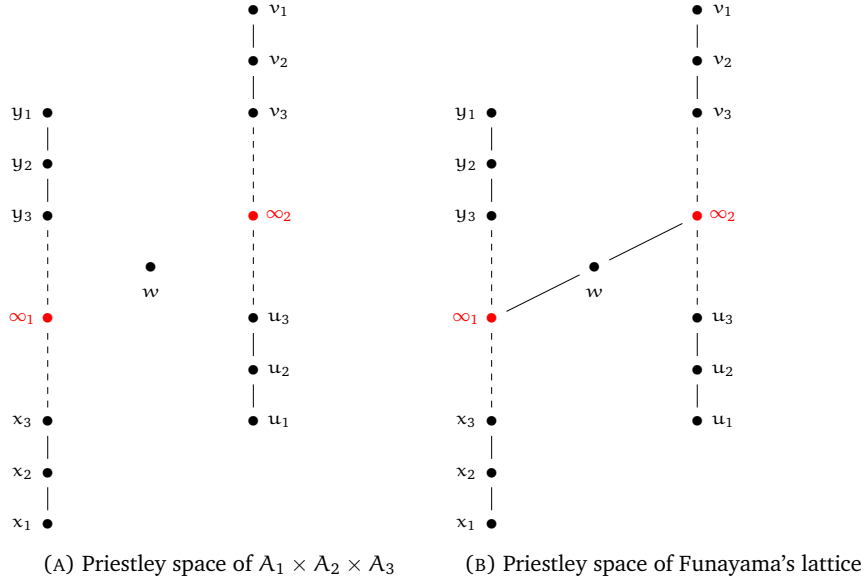 v₁
v₂
y₁ v₃
y₂
y₃ ∞₂
w
∞₁ u₃
u₂
x₃ u₁
x₂
x₁
(A) Priestley space of A₁ × A₂ × A₃
v₁
v₂
y₁ v₃
y₂
y₃ ∞₂
w
∞₁ u₃
u₂
x₃ u₁
x₂
x₁
(B) Priestley space of Funayama's lattice